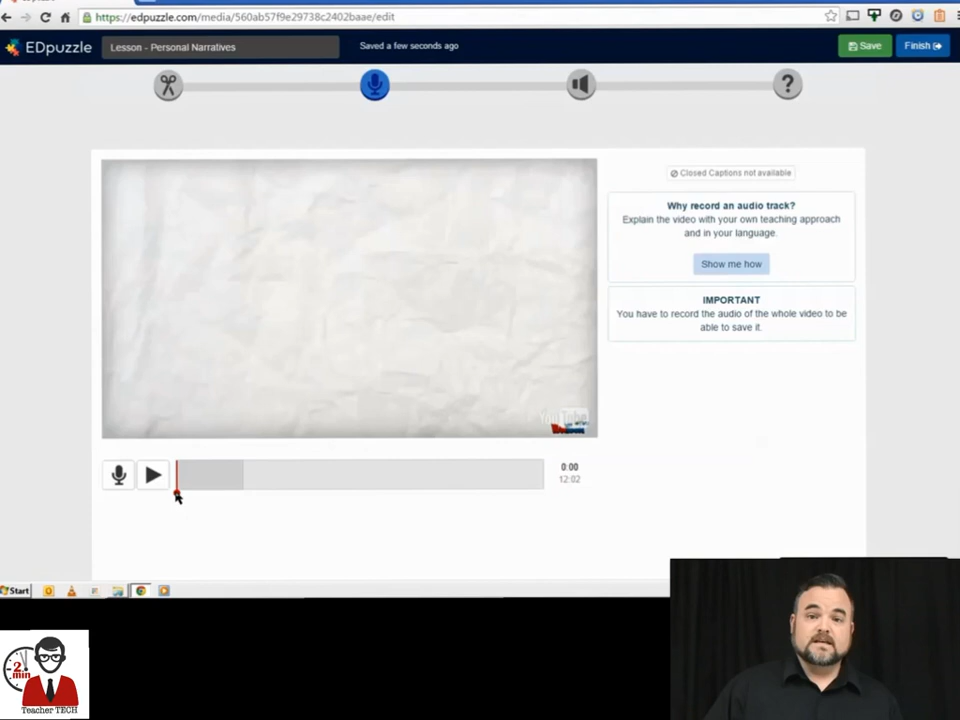 https://edpuzzle.com/media/560ab57f9e29738c2402baae/edit
EDpuzzle
Lesson - Personal Narratives
Saved a few seconds ago
Save
Finish
?
Closed Captions not available
Why record an audio track?
Explain the video with your own teaching approach
and in your language.
Show me how
IMPORTANT
You have to record the audio of the whole video to be
able to save it.
YouTube
0:00
12:02
Start
2
min
Teacher TECH